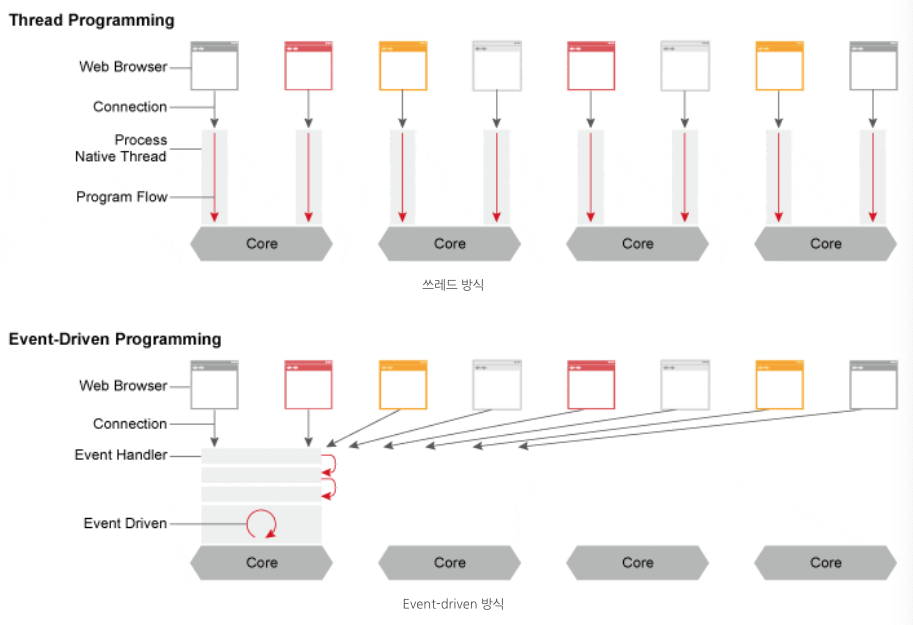 Thread Programming
Web Browser
Connection
Process
Native Thread
Program Flow
Core
Core
Core
Core
쓰레드 방식
Event-Driven Programming
Web Browser
Connection
Event Handler
Event Driven
Core
Core
Core
Core
Event-driven 방식